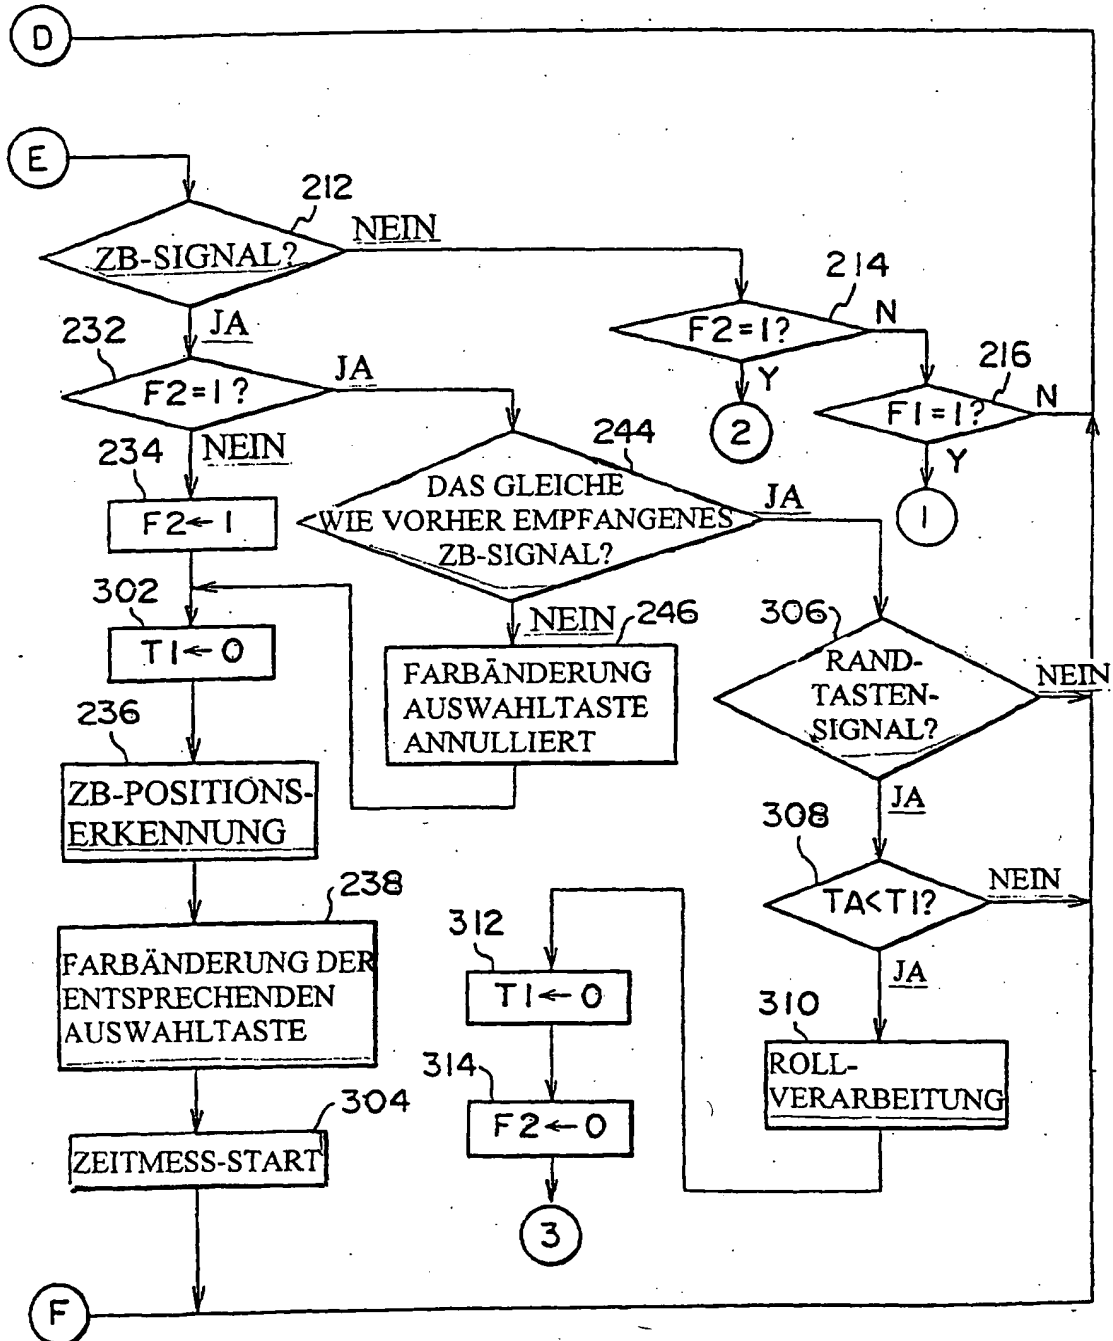 D
E
212
ZB-SIGNAL?
NEIN
JA
214
F2=1?
N
Y
2
216
F1=1?
N
Y
1
232
F2=1?
JA
NEIN
234
F2←1
244
DAS GLEICHE
WIE VORHER EMPFANGENES
ZB-SIGNAL?
JA
NEIN
302
T1←0
246
FARBÄNDERUNG
AUSWAHLTASTE
ANNULLIERT
306
RAND-
TASTEN-
SIGNAL?
NEIN
JA
236
ZB-POSITIONS-
ERKENNUNG
308
TA<T1?
NEIN
JA
238
FARBÄNDERUNG DER
ENTSPRECHENDEN
AUSWAHLTASTE
312
T1←0
310
ROLL-
VERARBEITUNG
304
ZEITMESS-START
314
F2←0
3
F